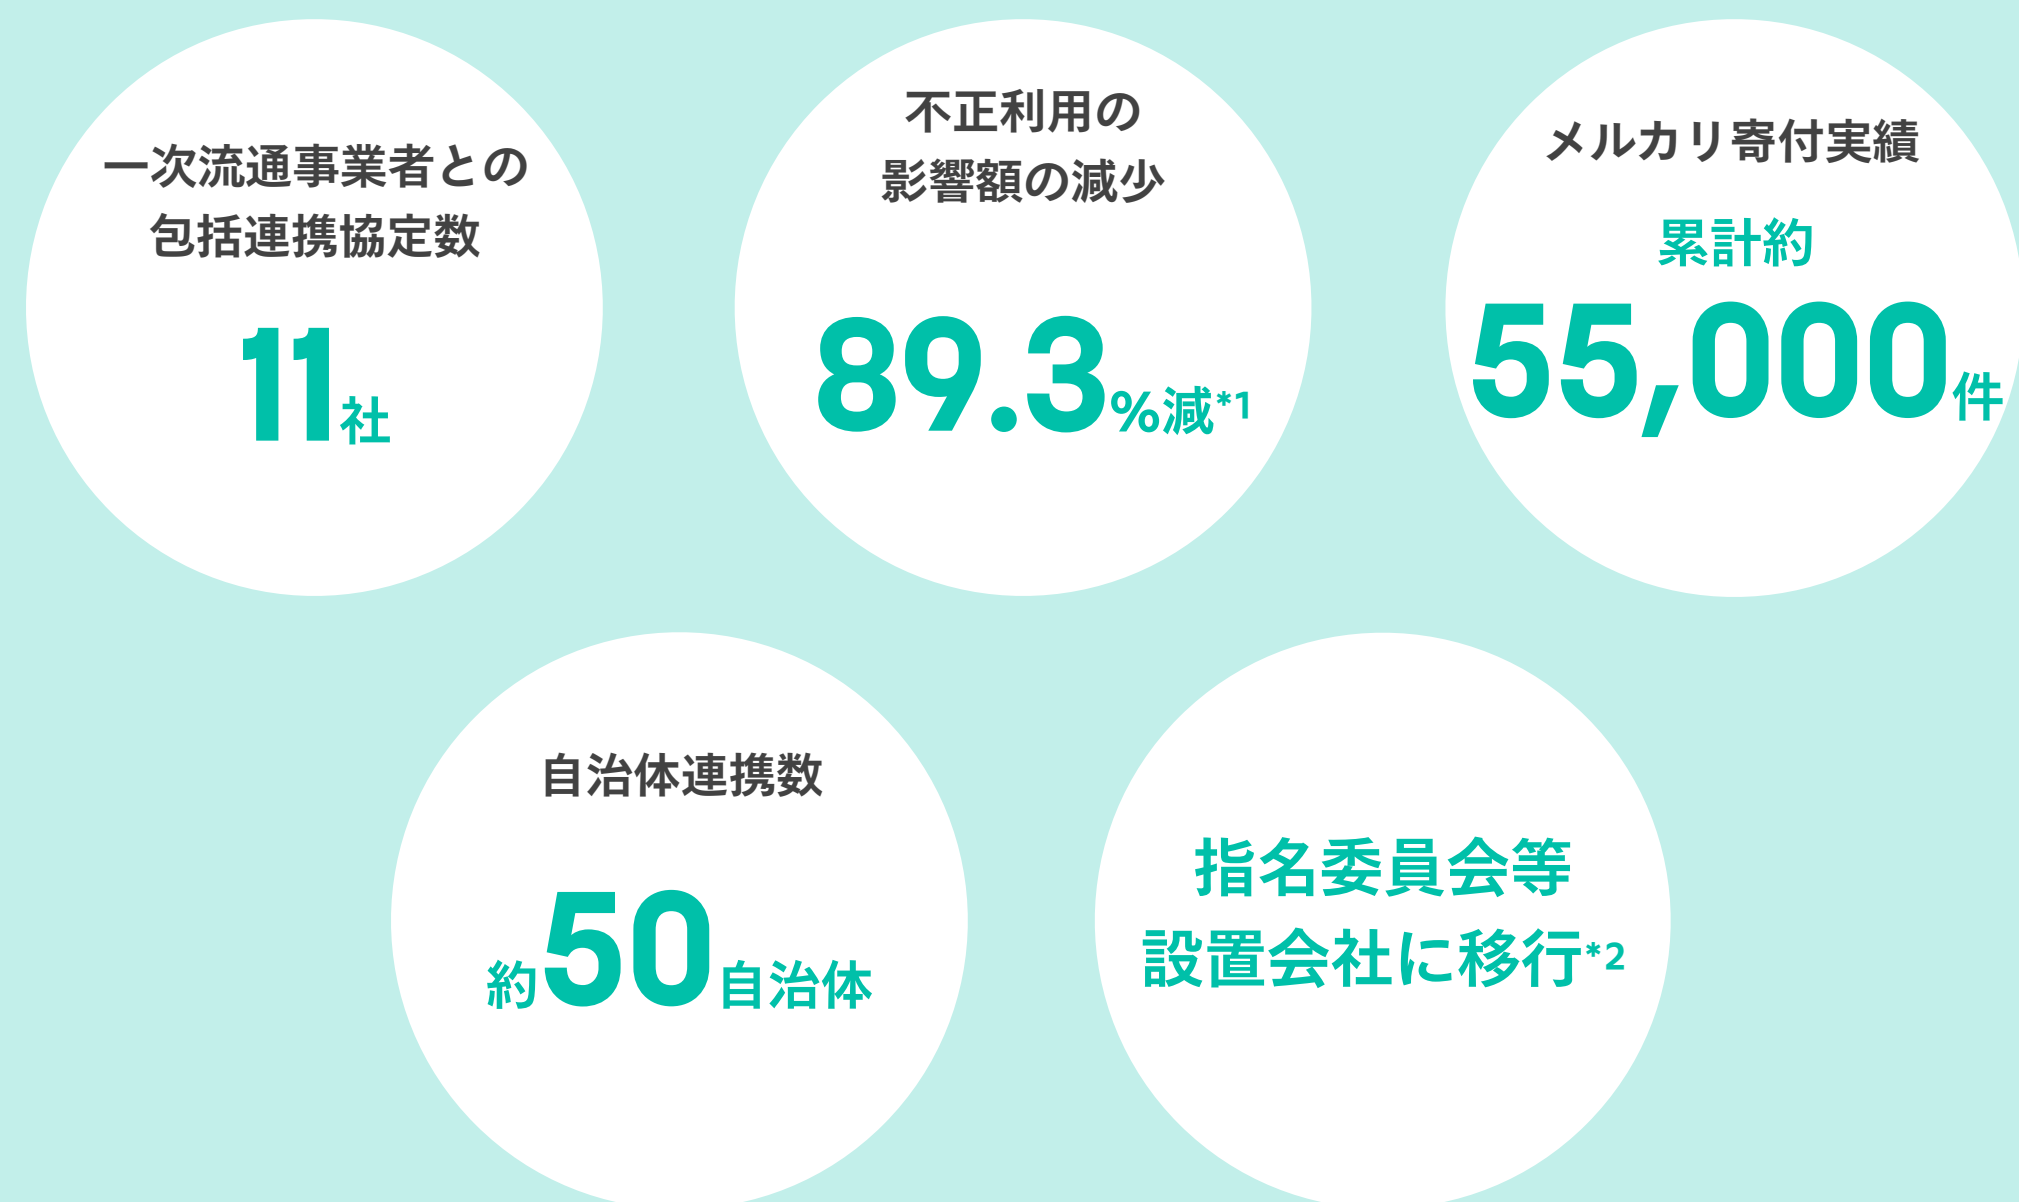 一次流通事業者との
包括連携協定数
11社
不正利用の
影響額の減少
89.3%減*1
メルカリ寄付実績
累計約
55,000件
自治体連携数
約50自治体
指名委員会等
設置会社に移行*2